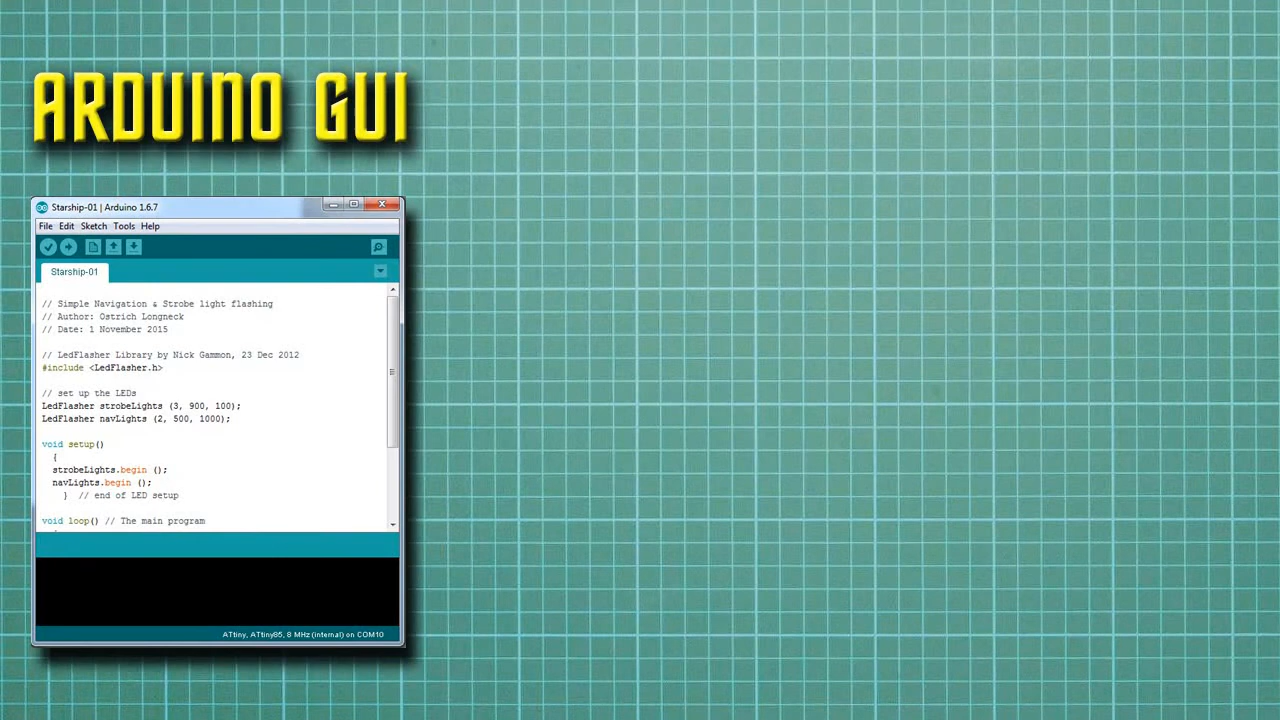 ARDUINO GUI
Starship-01 | Arduino 1.6.7
File Edit Sketch Tools Help
Starship-01
// Simple Navigation & Strobe light flashing
// Author: Ostrich Longneck
// Date: 1 November 2015
// LedFlasher Library by Nick Gammon, 23 Dec 2012
#include <LedFlasher.h>
// set up the LEDs
LedFlasher strobeLights (3, 900, 100);
LedFlasher navLights (2, 500, 1000);
void setup()
{
strobeLights.begin ();
navLights.begin ();
} // end of LED setup
void loop() // The main program
ATtiny, ATtiny85, 8 MHz (internal) on COM10